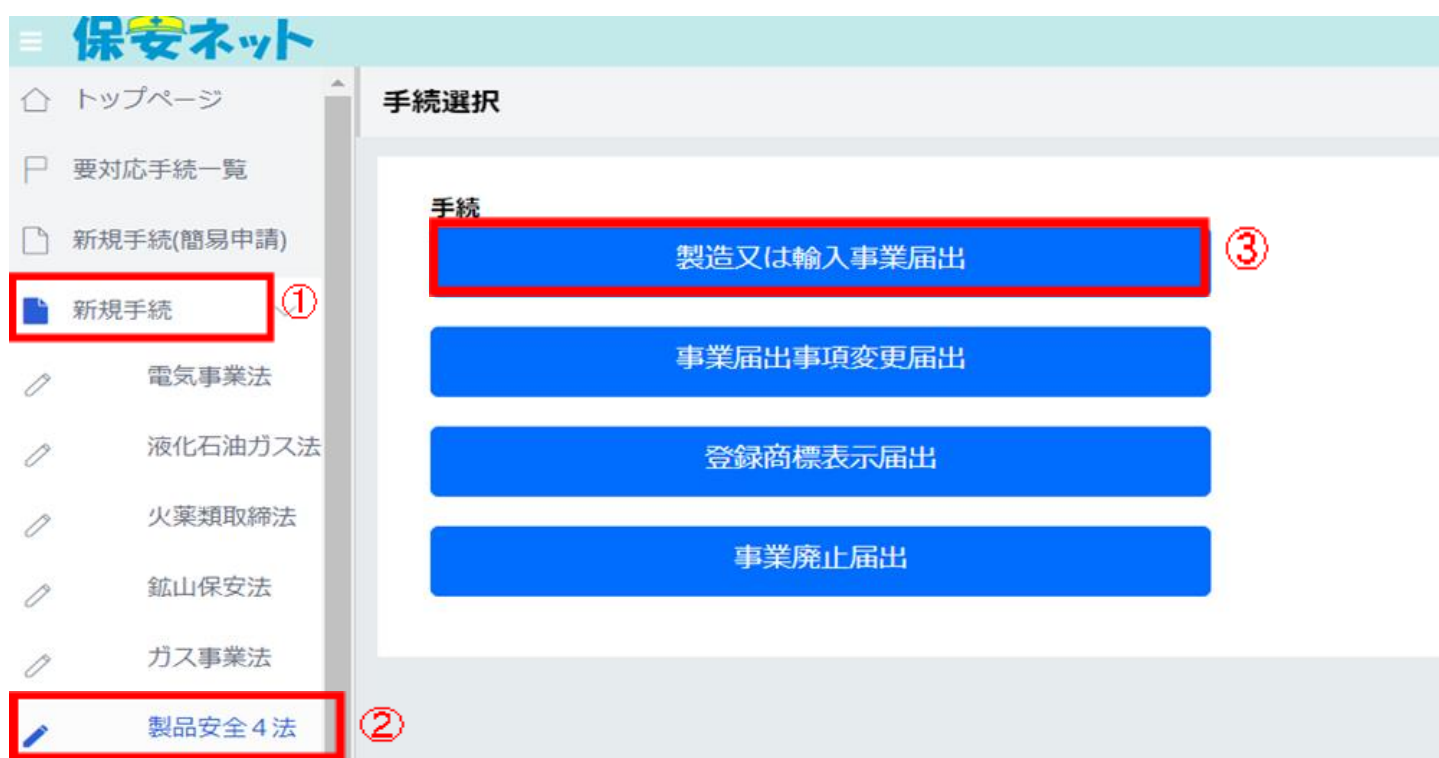 保安ネット
トップページ
要対応手続一覧
新規手続(簡易申請)
新規手続
①
電気事業法
液化石油ガス法
火薬類取締法
鉱山保安法
ガス事業法
製品安全４法
②
手続選択
手続
製造又は輸入事業届出
③
事業届出事項変更届出
登録商標表示届出
事業廃止届出